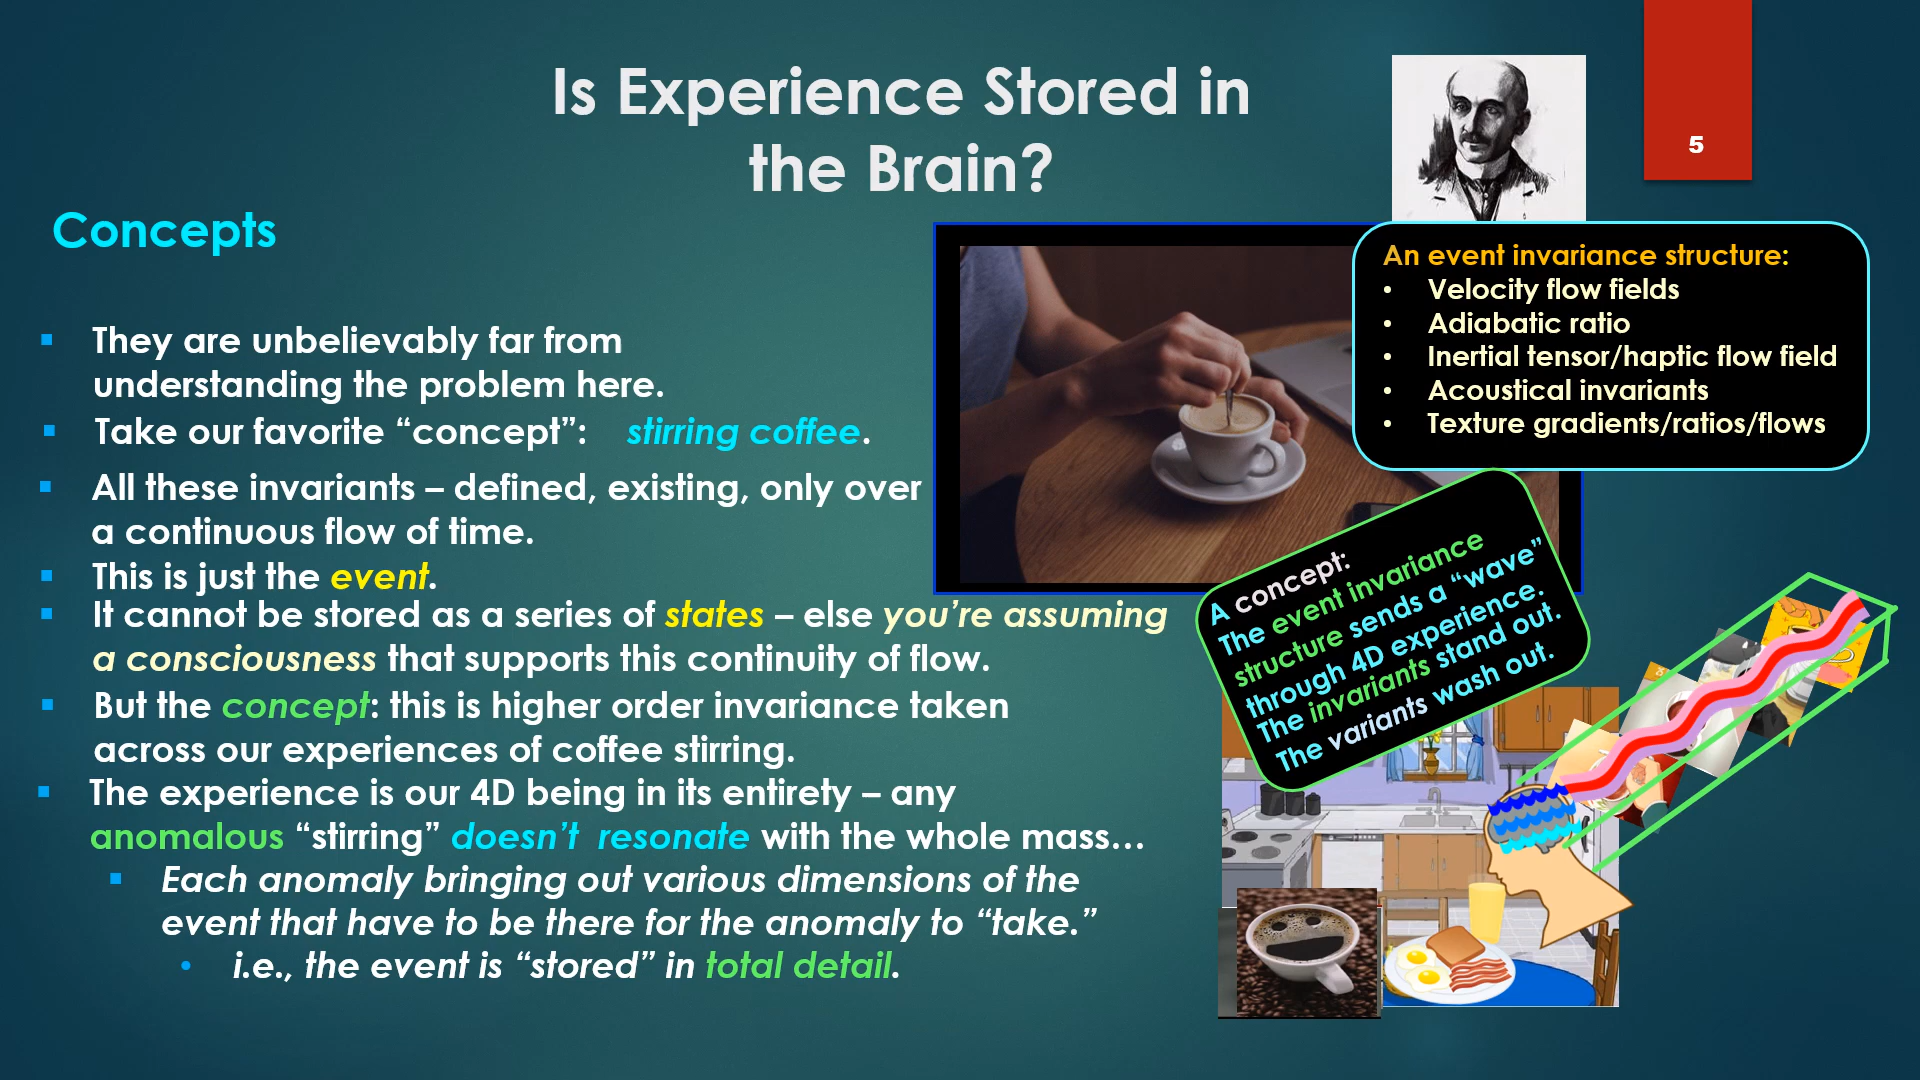 Is Experience Stored in
the Brain?
5
Concepts
▪ They are unbelievably far from
understanding the problem here.
▪ Take our favorite “concept”: stirring coffee.
▪ All these invariants – defined, existing, only over
a continuous flow of time.
▪ This is just the event.
▪ It cannot be stored as a series of states – else you’re assuming
a consciousness that supports this continuity of flow.
▪ But the concept: this is higher order invariance taken
across our experiences of coffee stirring.
▪ The experience is our 4D being in its entirety – any
anomalous “stirring” doesn’t resonate with the whole mass…
▪ Each anomaly bringing out various dimensions of the
event that have to be there for the anomaly to “take.”
• i.e., the event is “stored” in total detail.
An event invariance structure:
• Velocity flow fields
• Adiabatic ratio
• Inertial tensor/haptic flow field
• Acoustical invariants
• Texture gradients/ratios/flows
A concept:
The event invariance
structure sends a “wave”
through 4D experience.
The invariants stand out.
The variants wash out.